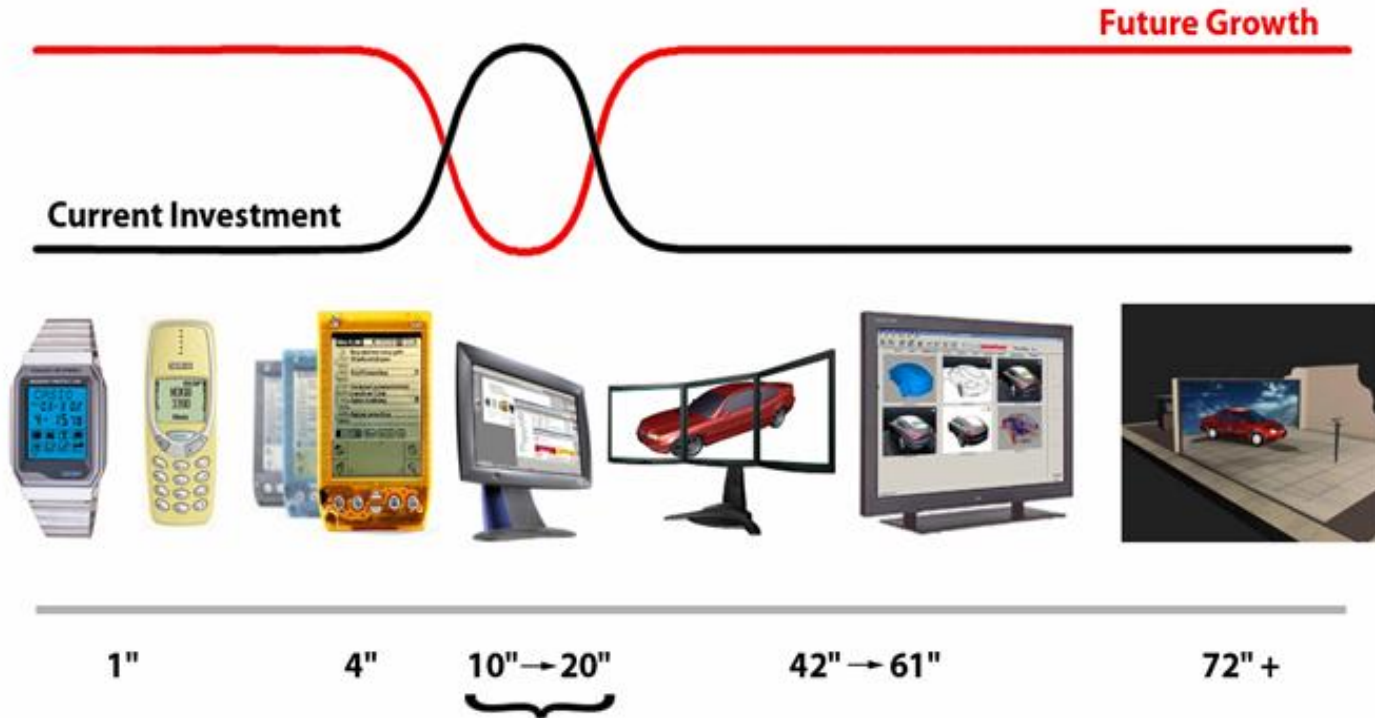 Future Growth
Current Investment
1"
4"
10"→20"
42"→61"
72" +